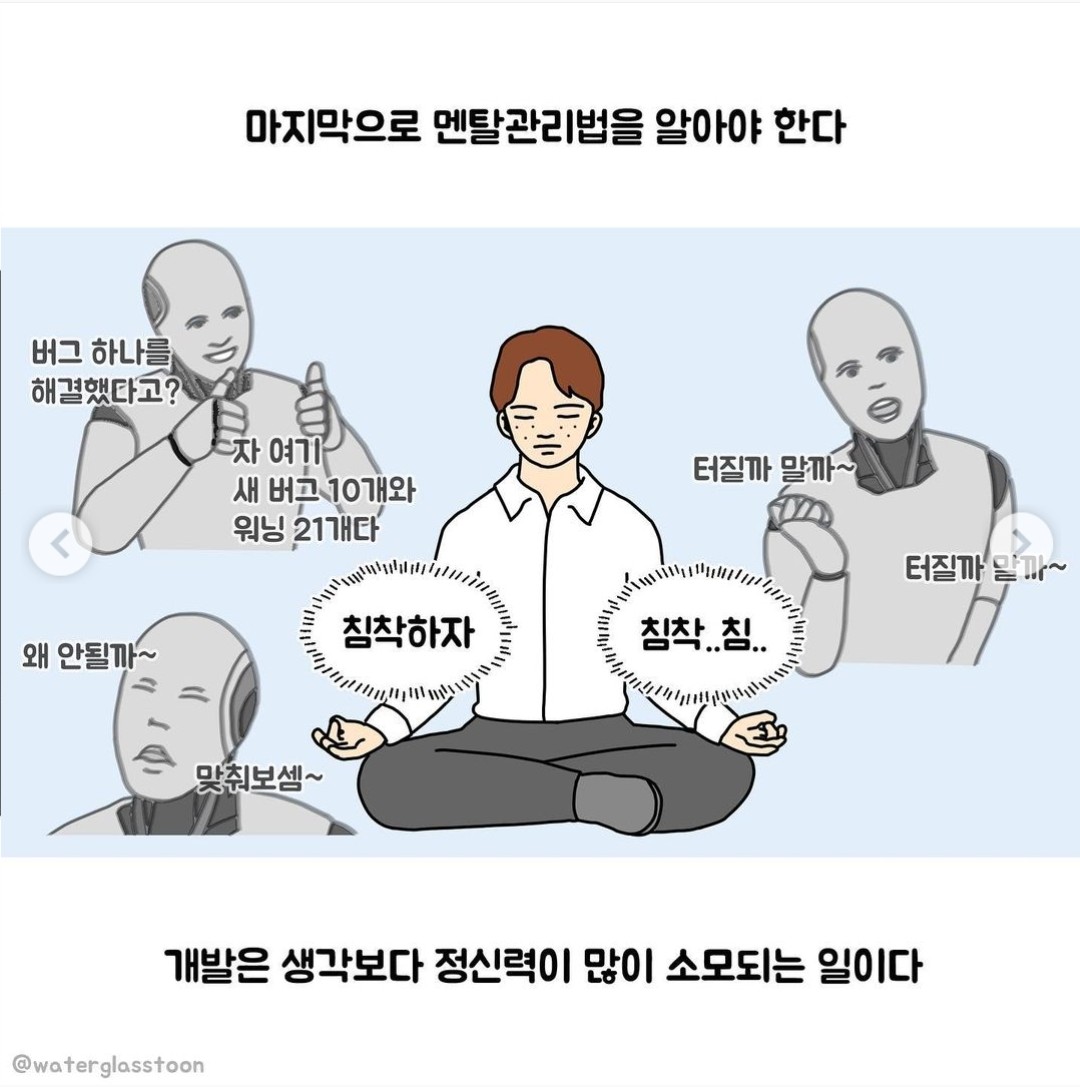 마지막으로 멘탈관리법을 알아야 한다
버그 하나를
해결했다고?
자 여기
새 버그 10개와
워닝 21개다
터질까 말까~
터질까 말까~
침착하자
침착..침..
왜 안될까~
맞춰보셈~
개발은 생각보다 정신력이 많이 소모되는 일이다
@waterglasstoon